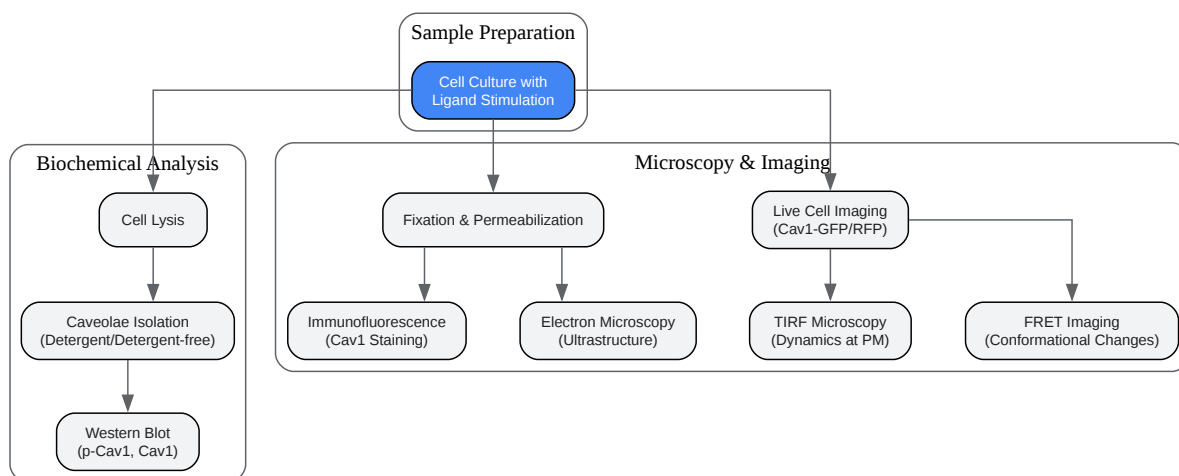 Sample Preparation
Cell Culture with
Ligand Stimulation
Biochemical Analysis
Microscopy & Imaging
Cell Lysis
Fixation & Permeabilization
Live Cell Imaging
(Cav1-GFP/RFP)
Caveolae Isolation
(Detergent/Detergent-free)
Immunofluorescence
(Cav1 Staining)
Electron Microscopy
(Ultrastructure)
TIRF Microscopy
(Dynamics at PM)
FRET Imaging
(Conformational Changes)
Western Blot
(p-Cav1, Cav1)